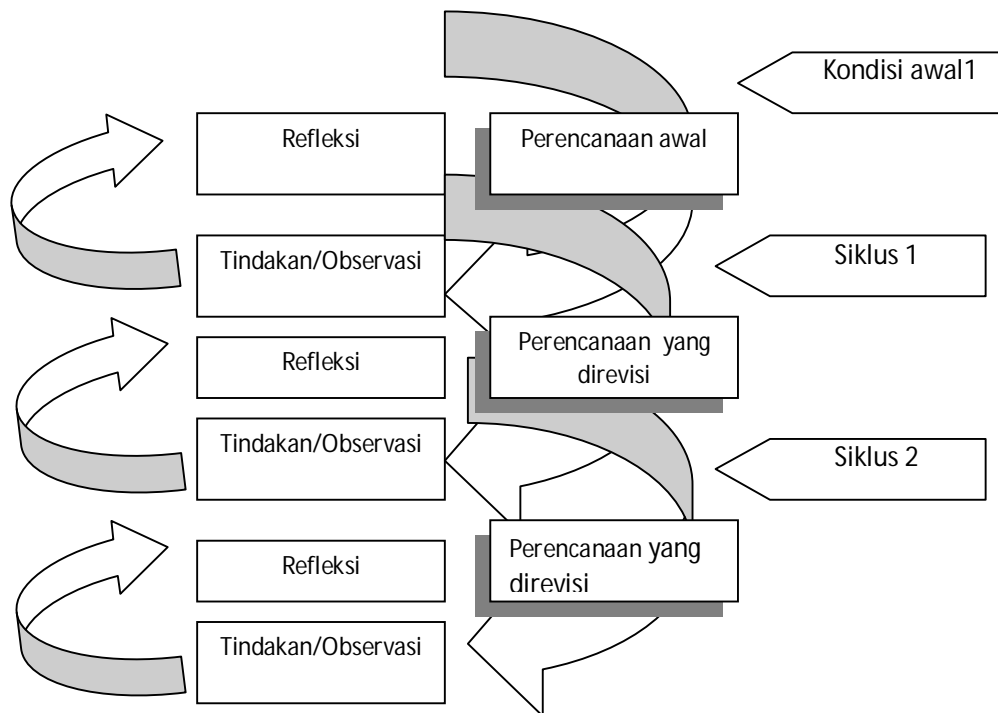 Kondisi awal1
Refleksi
Perencanaan awal
Tindakan/Observasi
Siklus 1
Refleksi
Perencanaan yang
direvisi
Tindakan/Observasi
Siklus 2
Refleksi
Perencanaan yang
direvisi
Tindakan/Observasi